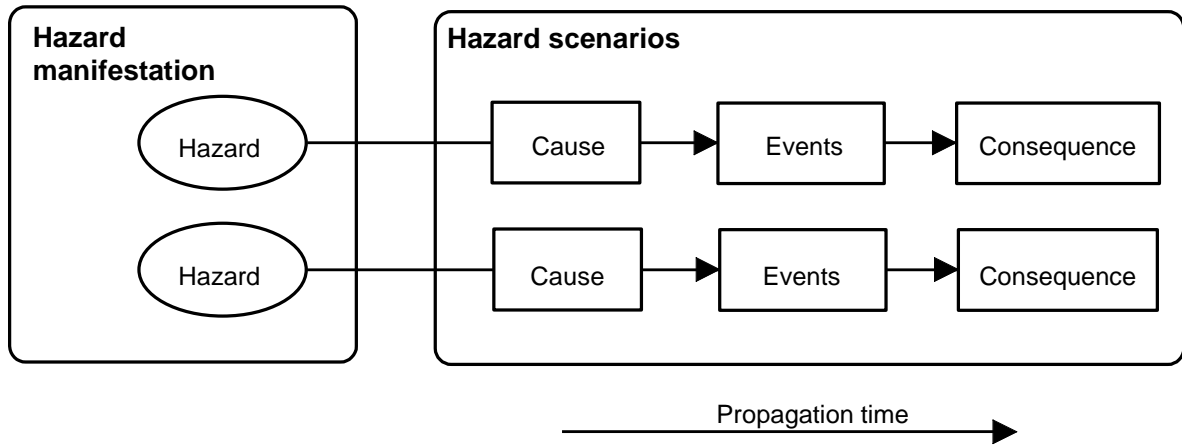 Hazard
manifestation
Hazard scenarios
Hazard
Cause
Events
Consequence
Hazard
Cause
Events
Consequence
Propagation time